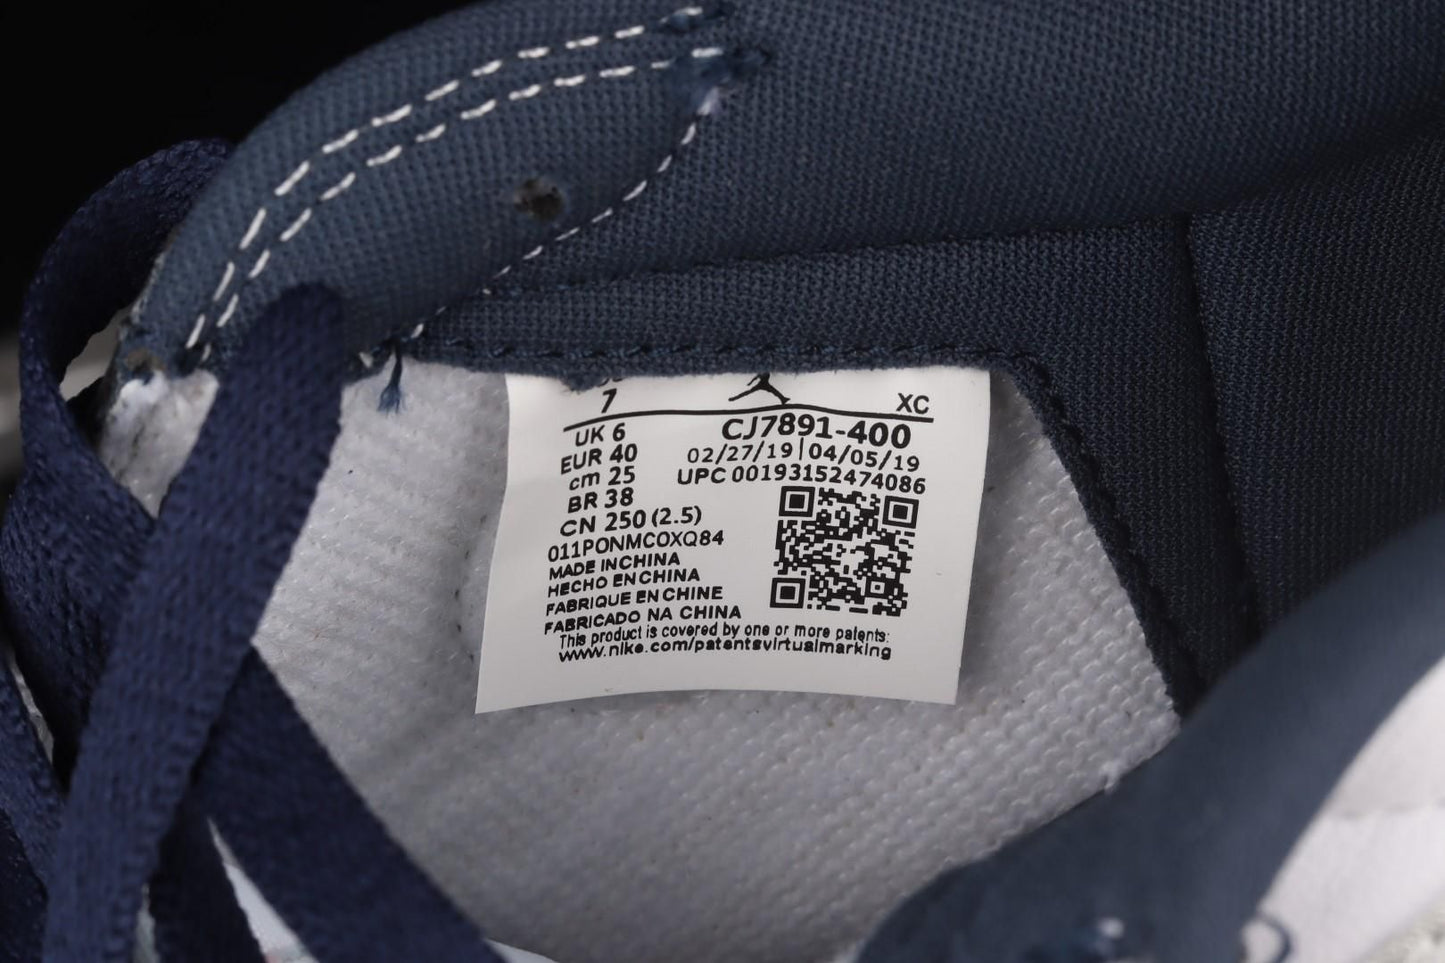 7
XC
UK 6
CJ7891-400
EUR 40
02/27/19|04/05/19
cm 25
UPC 00193152474086
BR 38
CN 250 (2.5)
011PONMCOXQ84
MADE IN CHINA
HECHO EN CHINA
FABRIQUE EN CHINE
FABRICADO NA CHINA
This product is covered by one or more patents:
www.nike.com/patentsvirtualmarking